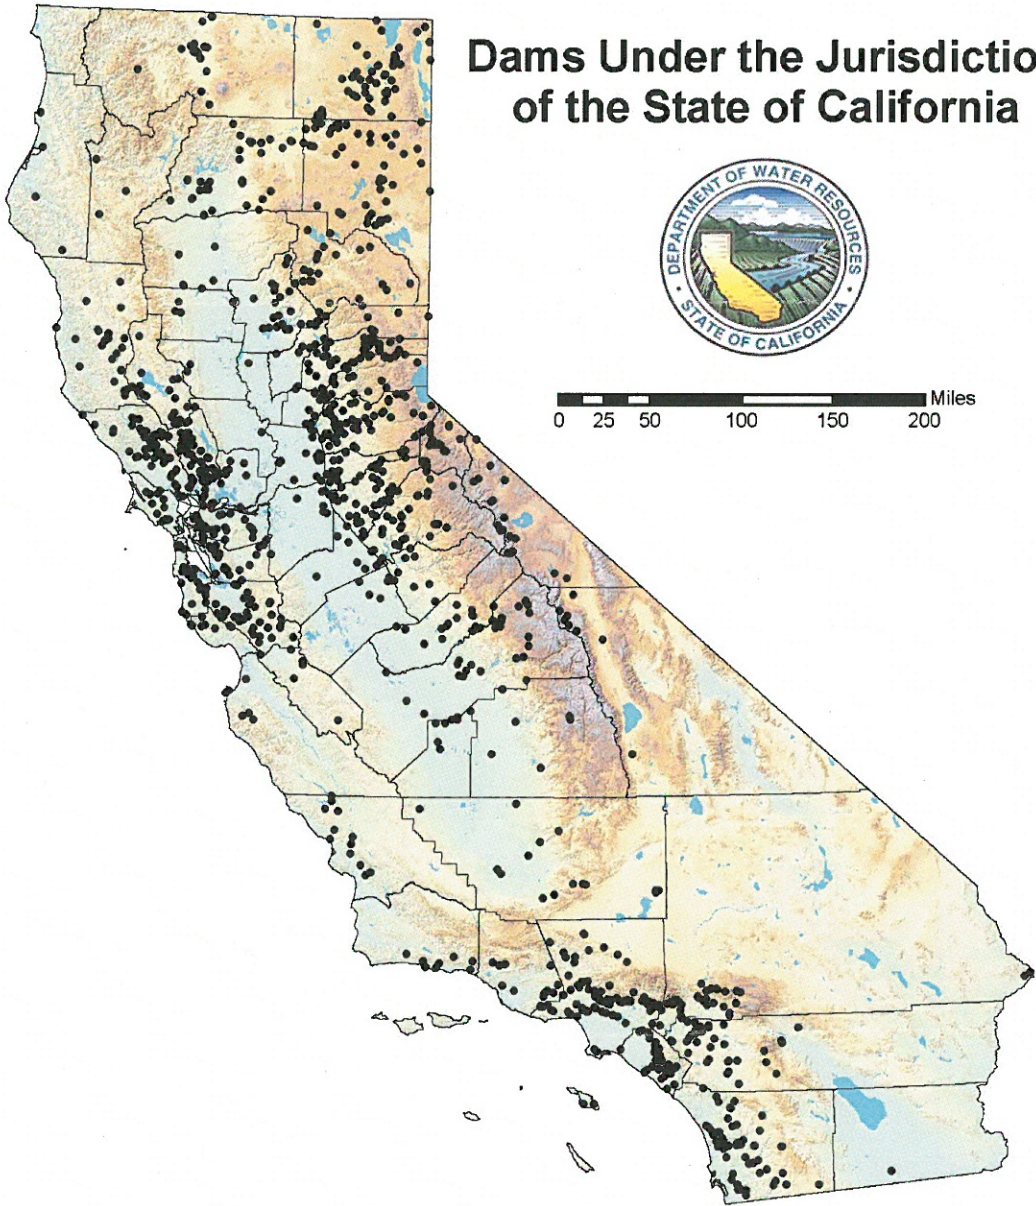 Dams Under the Jurisdictio
of the State of California
DEPARTMENT OF WATER RESOURCES
STATE OF CALIFORNIA
Miles
0 25 50 100 150 200